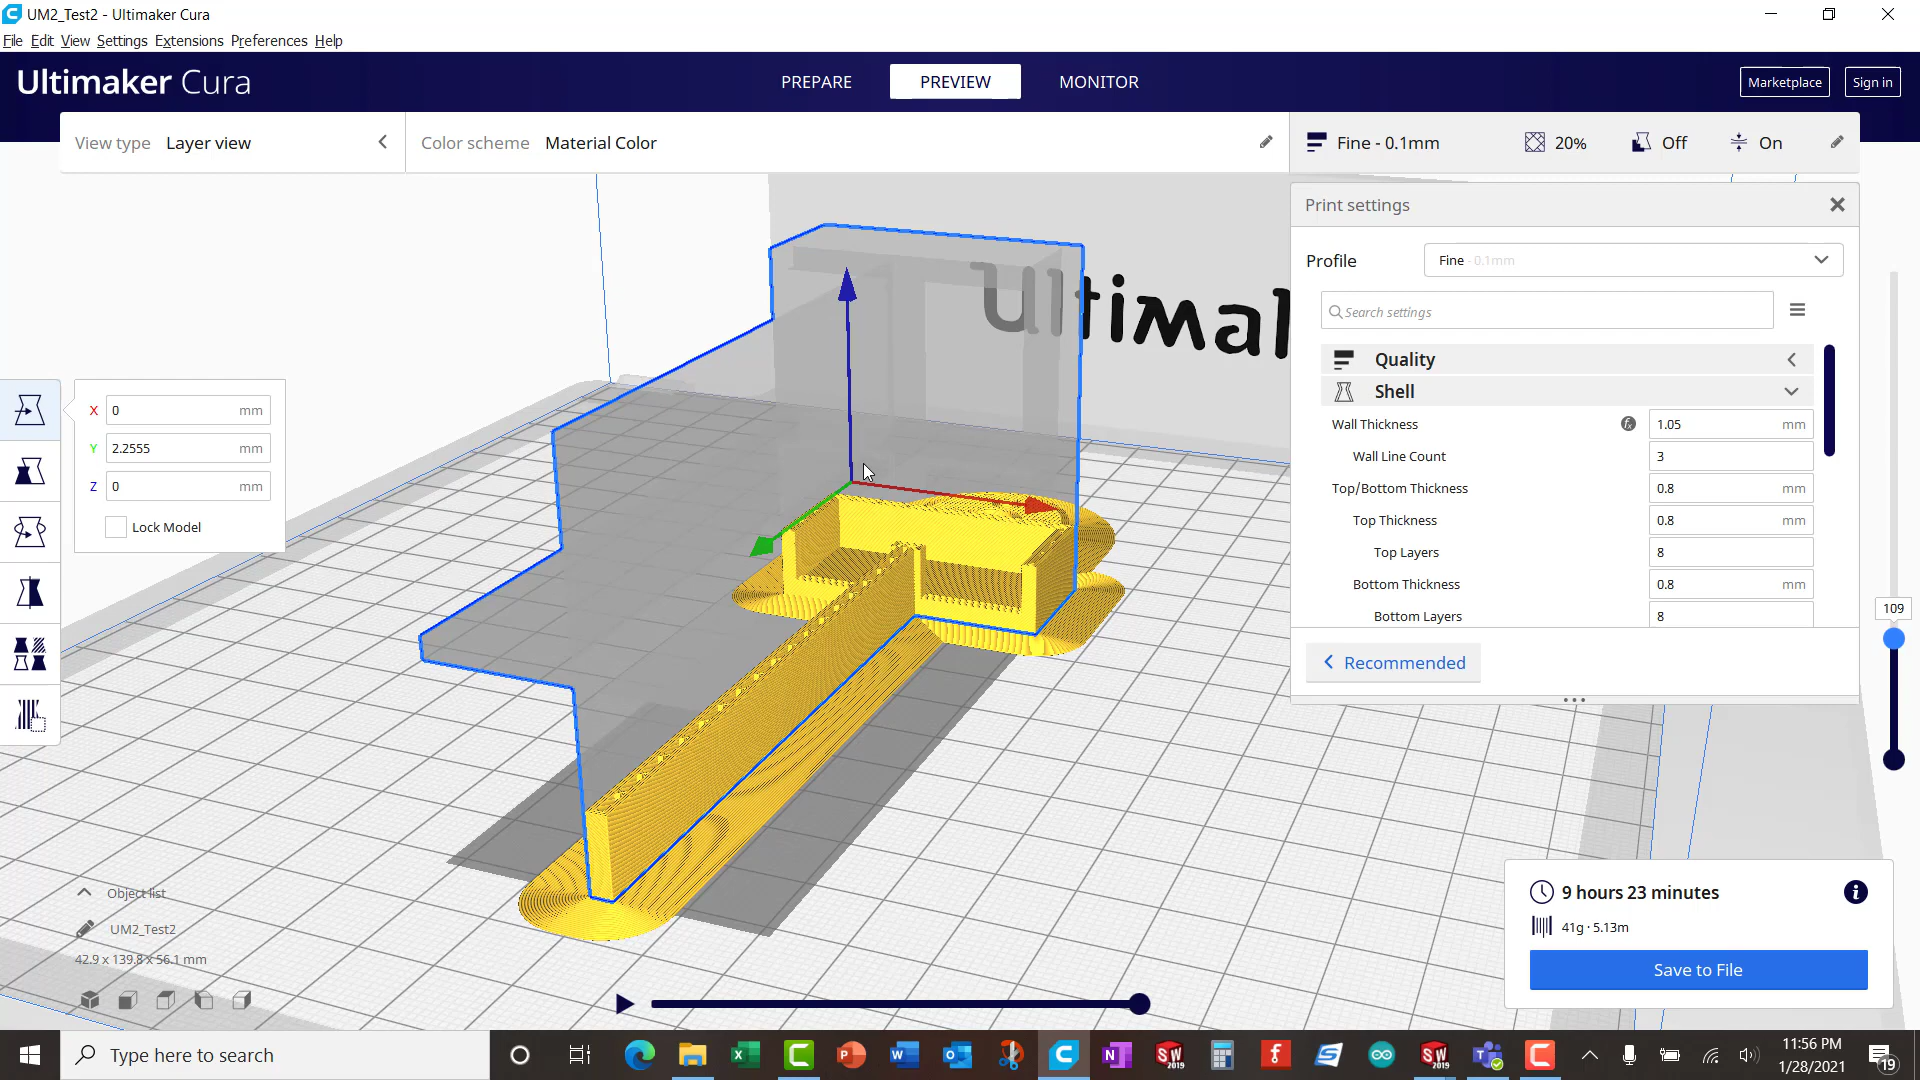 UM2_Test2 - Ultimaker Cura
File Edit View Settings Extensions Preferences Help
Ultimaker Cura
PREPARE
PREVIEW
MONITOR
Marketplace
Sign in
View type Layer view
Color scheme Material Color
Fine - 0.1mm
20%
Off
On
Print settings
Profile
Fine - 0.1mm
Search settings
Quality
Shell
Wall Thickness 1.05 mm
Wall Line Count 3
Top/Bottom Thickness 0.8 mm
Top Thickness 0.8 mm
Top Layers 8
Bottom Thickness 0.8 mm
Bottom Layers 8
Recommended
X 0 mm
Y 2.2555 mm
Z 0 mm
Lock Model
Ultimak
109
Object list
UM2_Test2
42.9 x 139.8 x 56.1 mm
9 hours 23 minutes
41g · 5.13m
Save to File
Type here to search
11:56 PM
1/28/2021
19